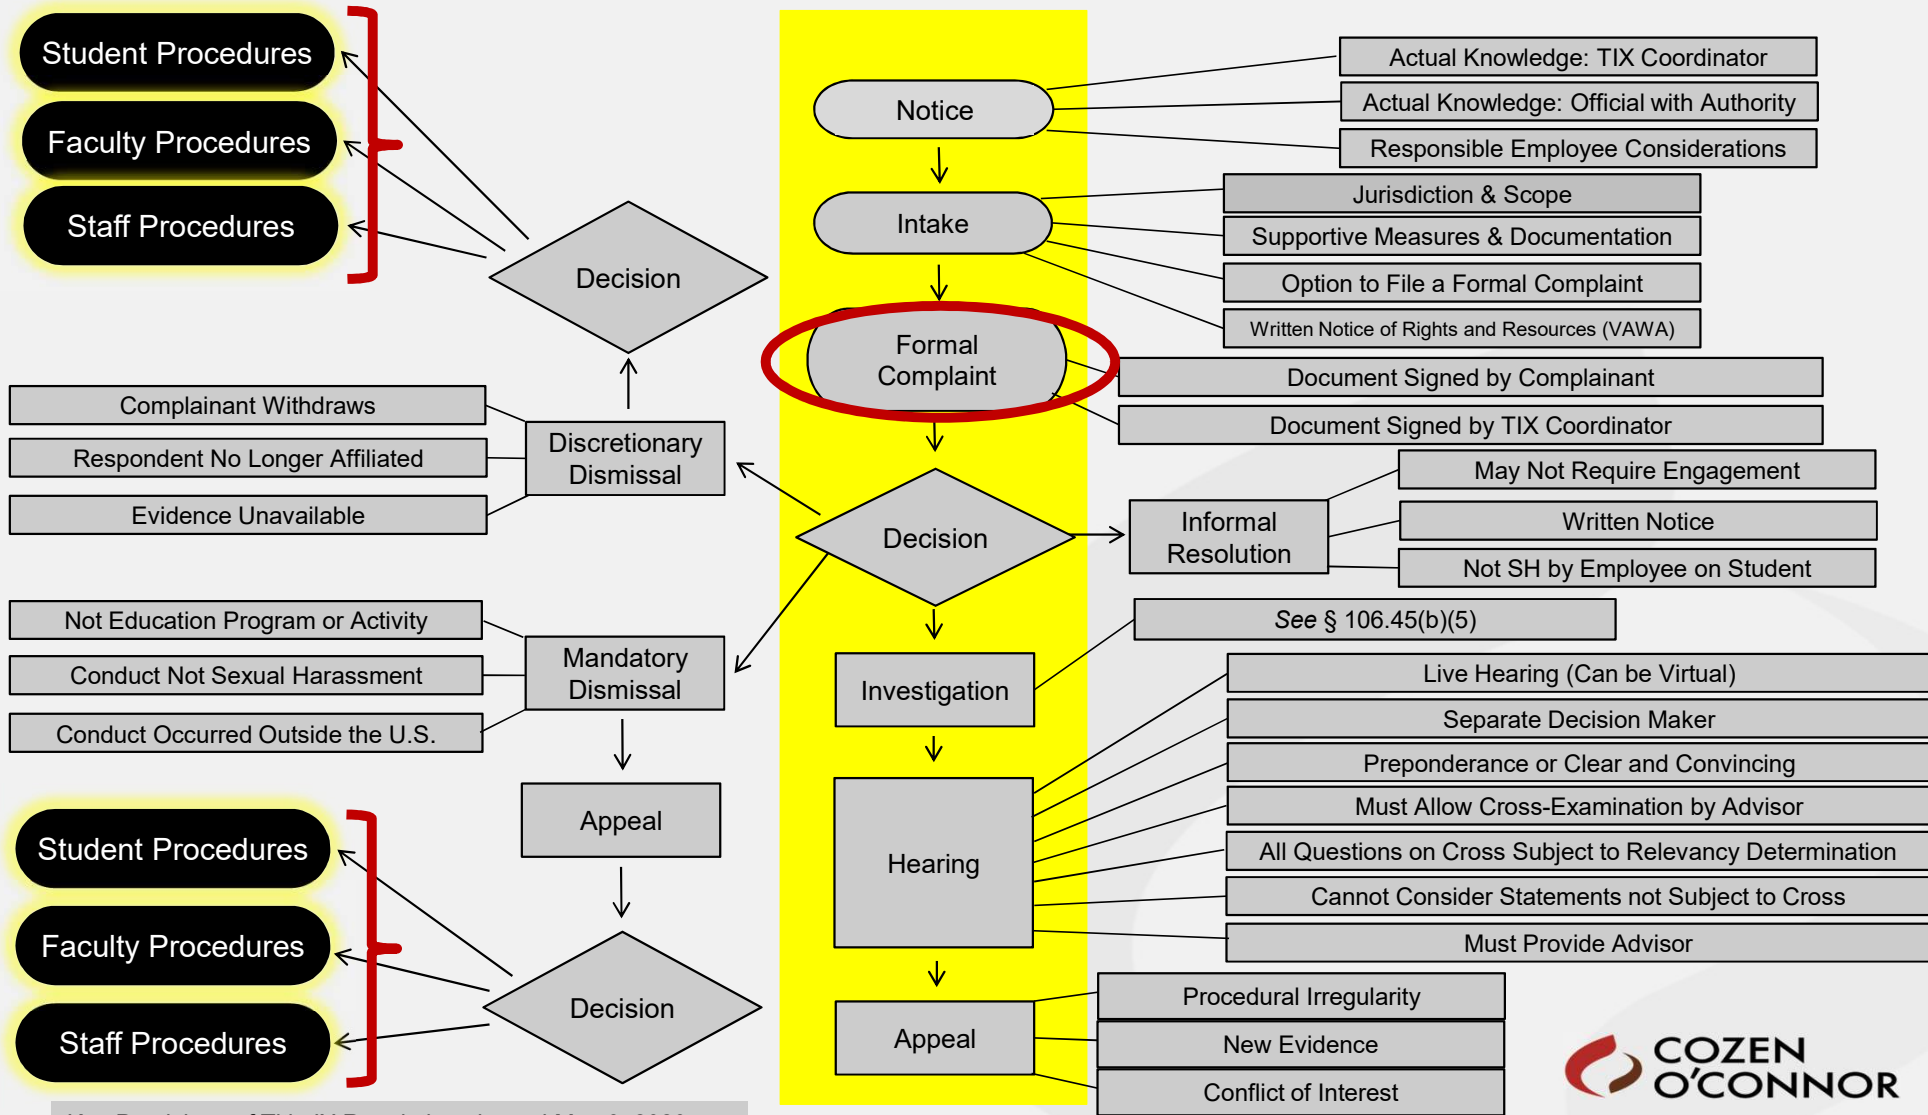 Student Procedures
Faculty Procedures
Staff Procedures
Decision
Complainant Withdraws
Respondent No Longer Affiliated
Evidence Unavailable
Discretionary
Dismissal
Not Education Program or Activity
Conduct Not Sexual Harassment
Conduct Occurred Outside the U.S.
Mandatory
Dismissal
Appeal
Student Procedures
Faculty Procedures
Staff Procedures
Decision
Notice
Actual Knowledge: TIX Coordinator
Actual Knowledge: Official with Authority
Responsible Employee Considerations
Intake
Jurisdiction & Scope
Supportive Measures & Documentation
Option to File a Formal Complaint
Written Notice of Rights and Resources (VAWA)
Formal
Complaint
Document Signed by Complainant
Document Signed by TIX Coordinator
Decision
Informal
Resolution
May Not Require Engagement
Written Notice
Not SH by Employee on Student
Investigation
See § 106.45(b)(5)
Hearing
Live Hearing (Can be Virtual)
Separate Decision Maker
Preponderance or Clear and Convincing
Must Allow Cross-Examination by Advisor
All Questions on Cross Subject to Relevancy Determination
Cannot Consider Statements not Subject to Cross
Must Provide Advisor
Appeal
Procedural Irregularity
New Evidence
Conflict of Interest
COZEN
O'CONNOR